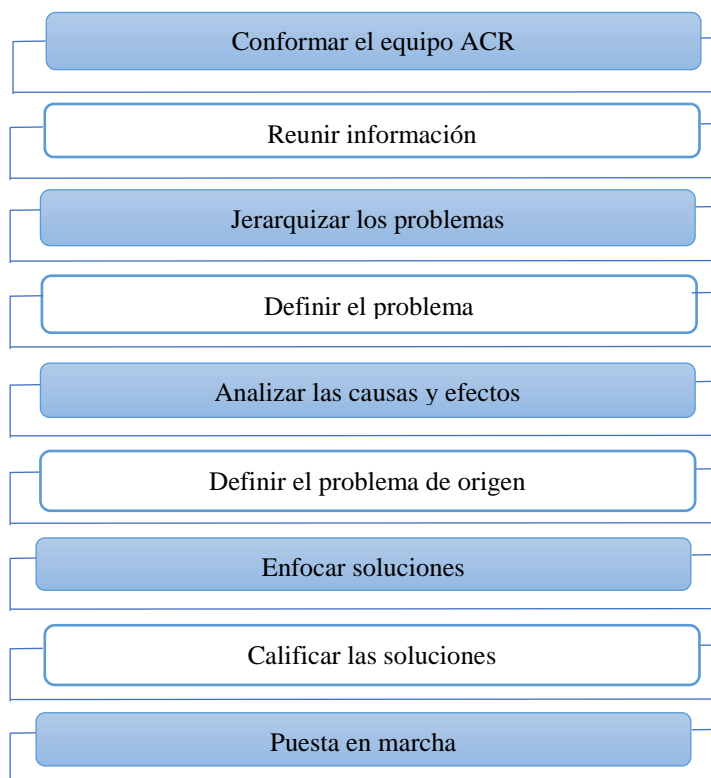 Conformar el equipo ACR
Reunir información
Jerarquizar los problemas
Definir el problema
Analizar las causas y efectos
Definir el problema de origen
Enfocar soluciones
Calificar las soluciones
Puesta en marcha